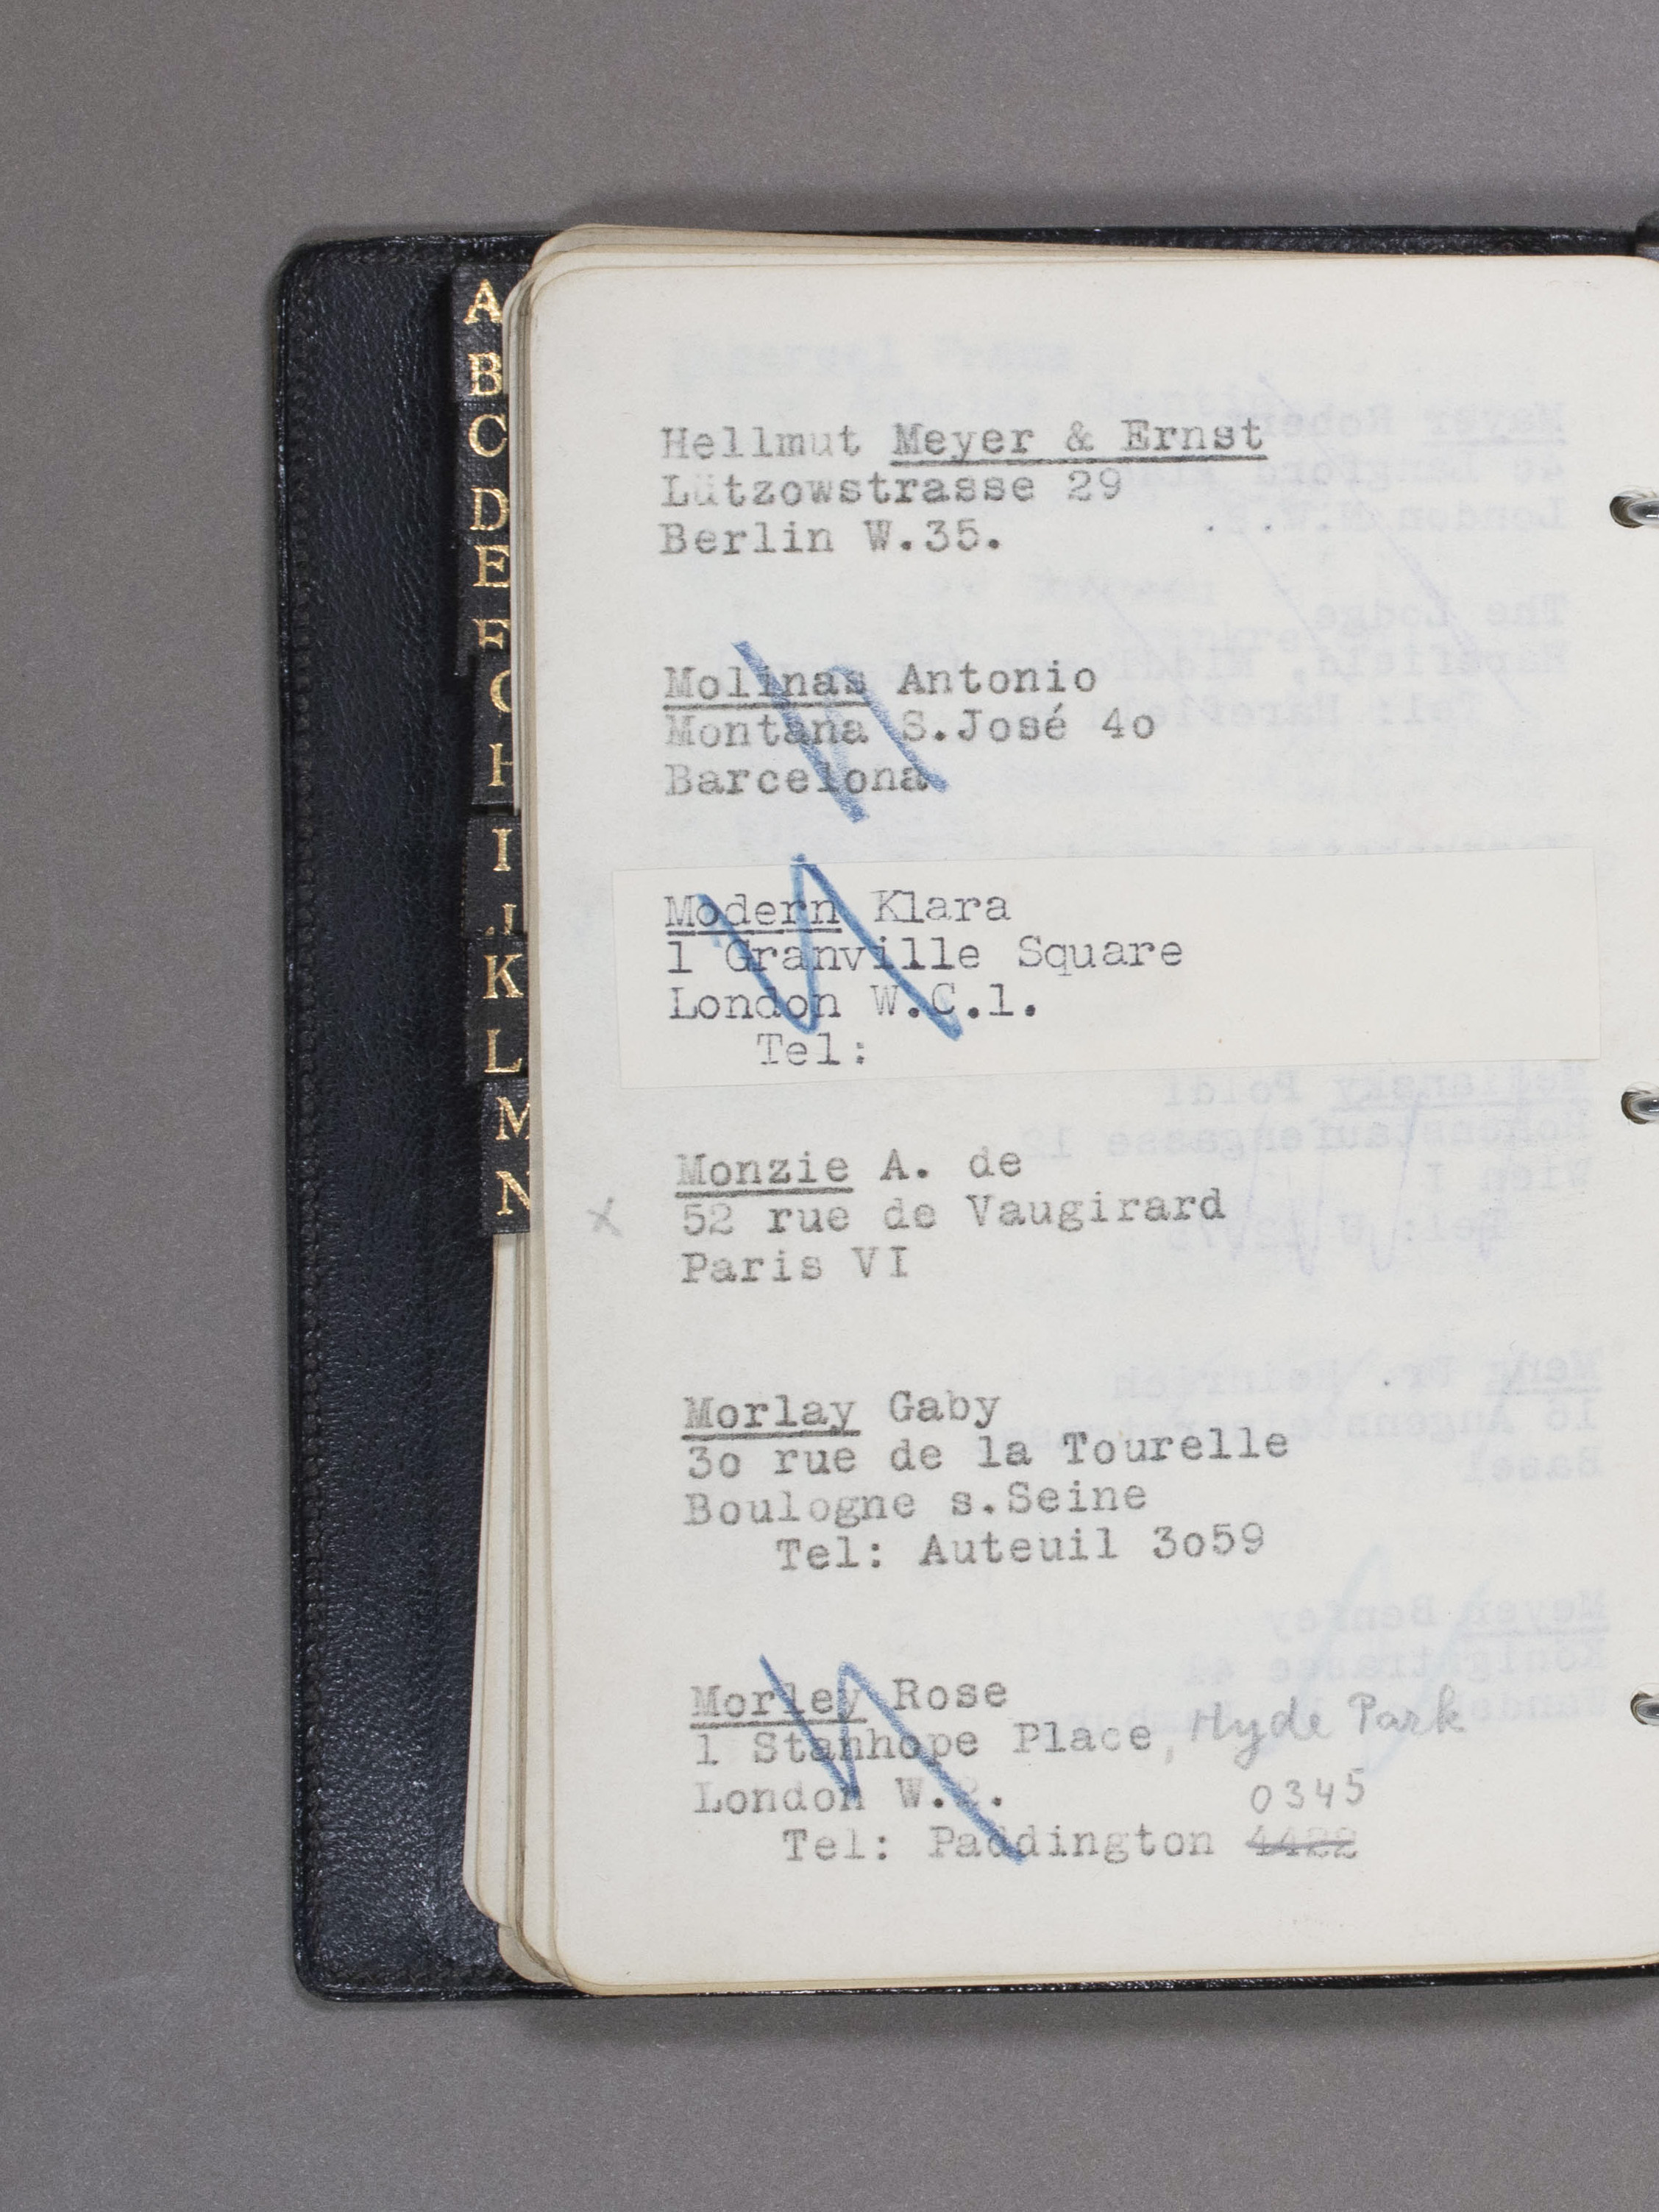 A
B
C
D
E
F
G
H
I
J
K
L
M
N
Hellmut Meyer & Ernst
Lützowstrasse 29
Berlin W.35.
Molinas Antonio
Montana S.José 4o
Barcelona
Modern Klara
1 Granville Square
London W.C.1.
Tel:
Monzie A. de
x 52 rue de Vaugirard
Paris VI
Morlay Gaby
3o rue de la Tourelle
Boulogne s.Seine
Tel: Auteuil 3o59
Morley Rose
1 Stanhope Place, Hyde Park
London W.2. 0345
Tel: Paddington 4422